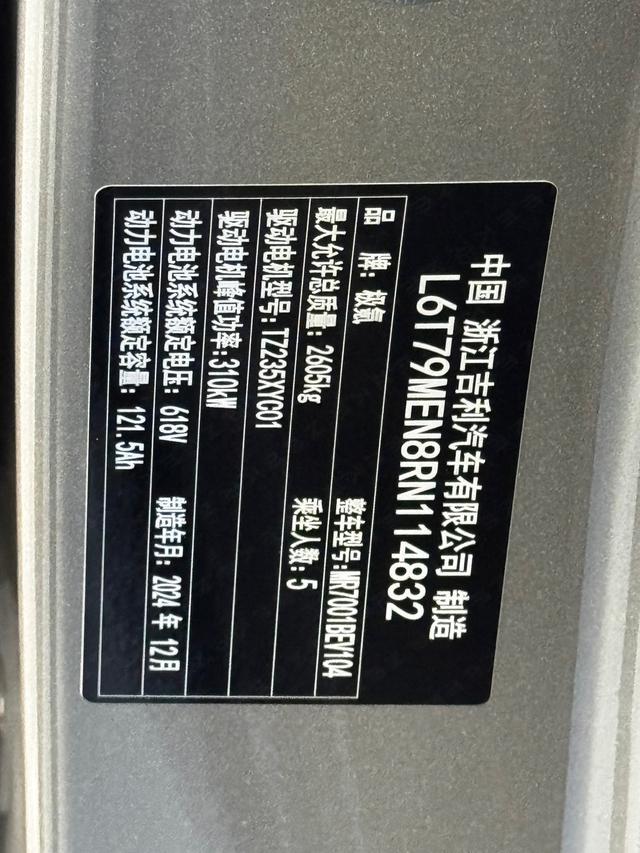 中国 浙江吉利汽车有限公司 制造
L6T79MEN8RN114832
品 牌: 极氪 整车型号:MR7001BEV104
最大允许总质量: 2605kg 乘坐人数: 5
驱动电机型号:TZ235XYC01
驱动电机峰值功率:310kW
动力电池系统额定电压: 618V 制造年月: 2024 年 12月
动力电池系统额定容量: 121.5Ah